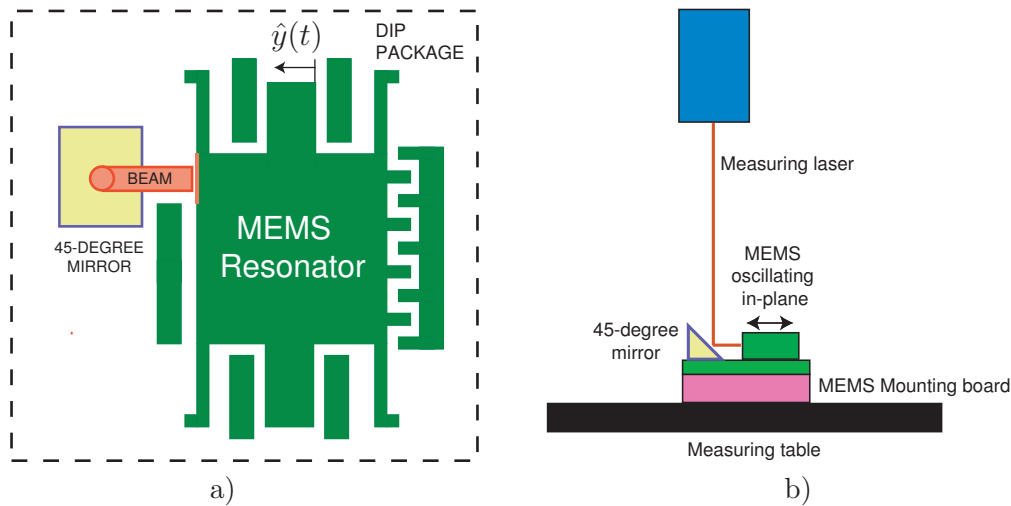 ŷ(t)
DIP
PACKAGE
BEAM
45-DEGREE
MIRROR
MEMS
Resonator
a)
Measuring laser
MEMS
oscillating
in-plane
45-degree
mirror
MEMS Mounting board
Measuring table
b)